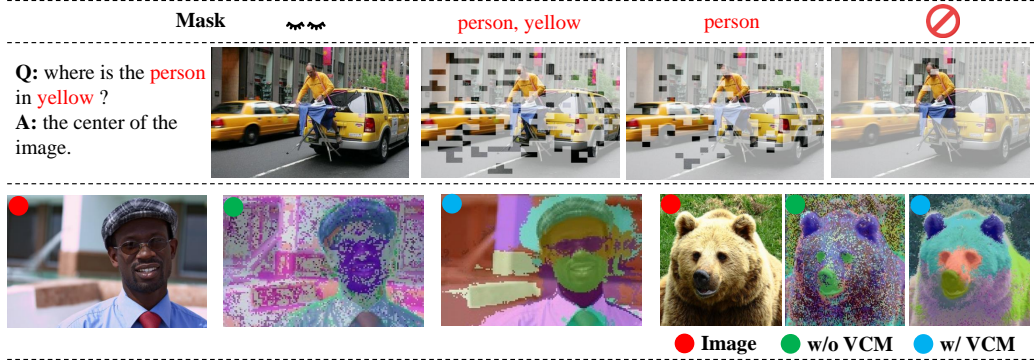 Mask person, yellow person
Q: where is the person
in yellow ?
A: the center of the
image.
Image w/o VCM w/ VCM